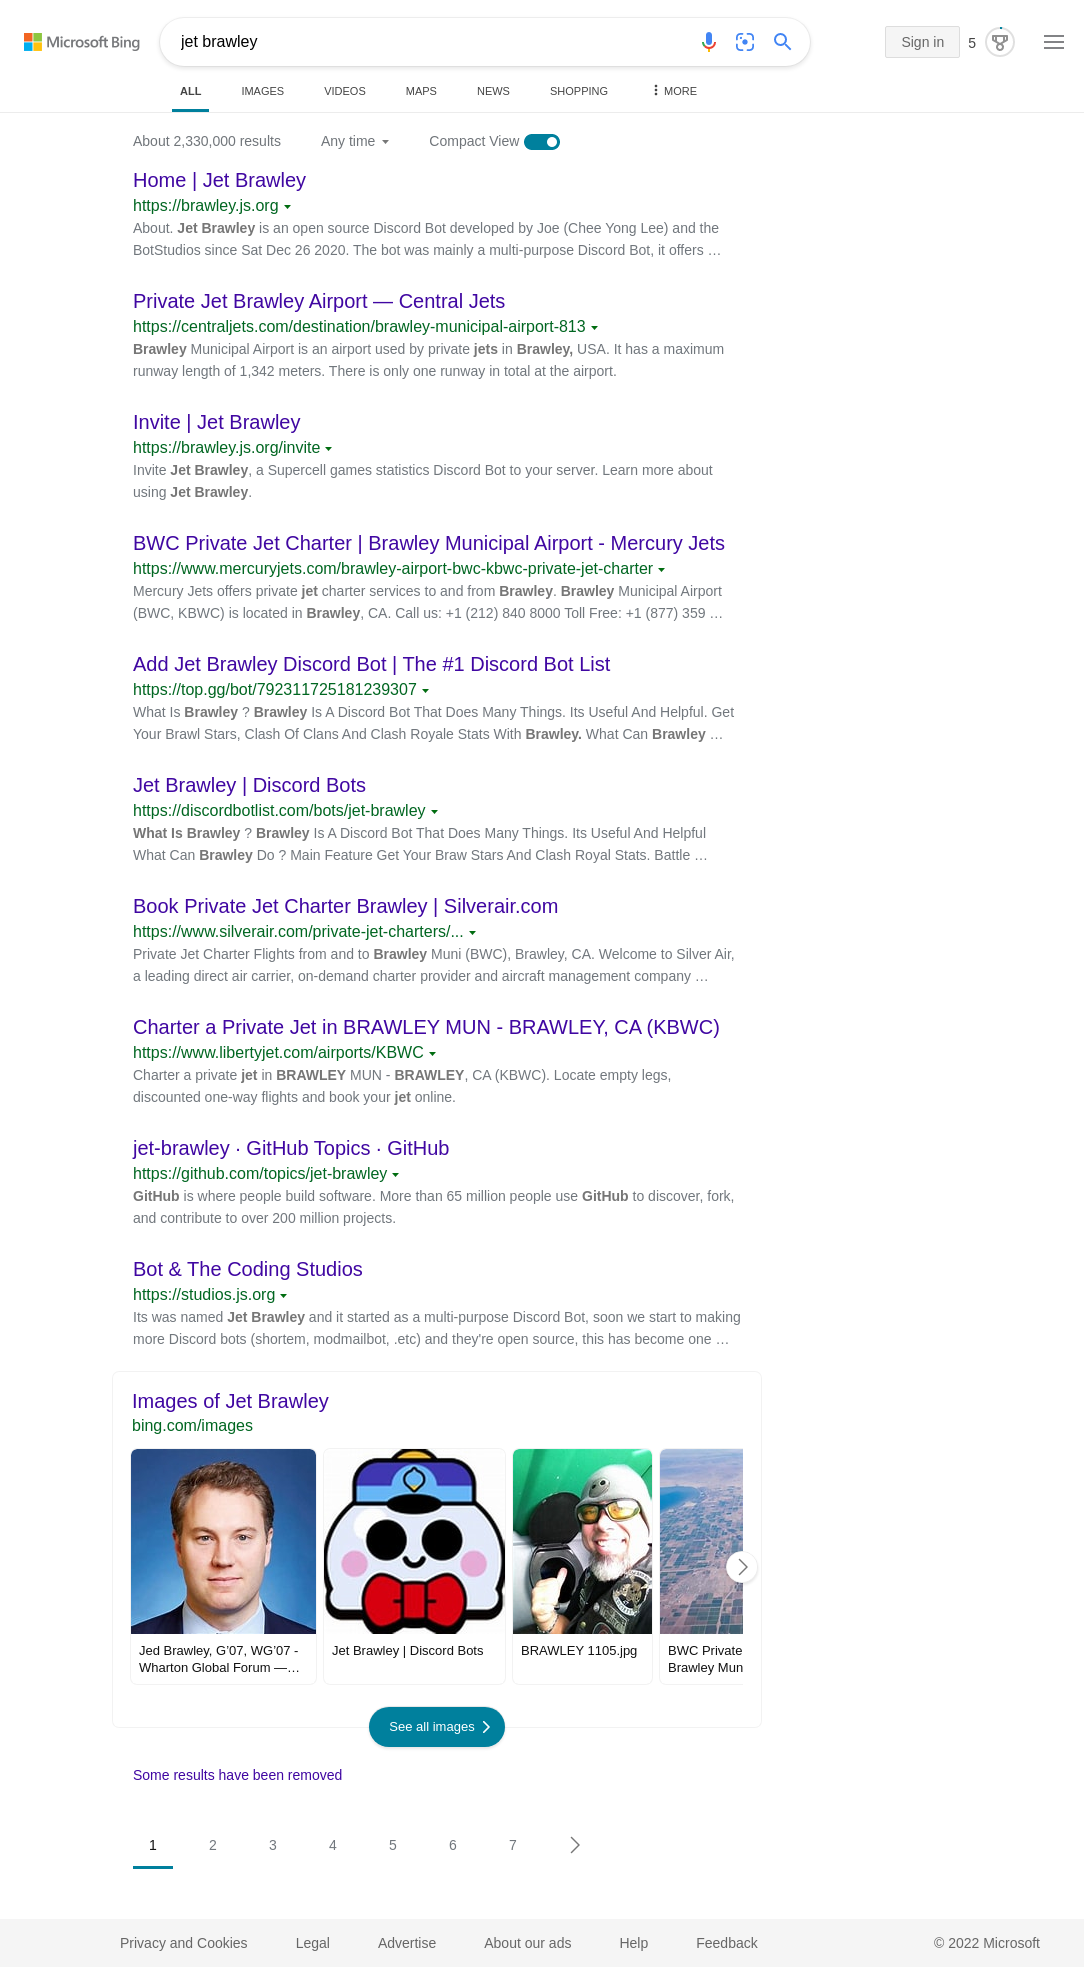 Microsoft Bing
jet brawley
Sign in
5
ALL IMAGES VIDEOS MAPS NEWS SHOPPING MORE
About 2,330,000 results Any time Compact View
Home | Jet Brawley
https://brawley.js.org
About. Jet Brawley is an open source Discord Bot developed by Joe (Chee Yong Lee) and the
BotStudios since Sat Dec 26 2020. The bot was mainly a multi-purpose Discord Bot, it offers …
Private Jet Brawley Airport — Central Jets
https://centraljets.com/destination/brawley-municipal-airport-813
Brawley Municipal Airport is an airport used by private jets in Brawley, USA. It has a maximum
runway length of 1,342 meters. There is only one runway in total at the airport.
Invite | Jet Brawley
https://brawley.js.org/invite
Invite Jet Brawley, a Supercell games statistics Discord Bot to your server. Learn more about
using Jet Brawley.
BWC Private Jet Charter | Brawley Municipal Airport - Mercury Jets
https://www.mercuryjets.com/brawley-airport-bwc-kbwc-private-jet-charter
Mercury Jets offers private jet charter services to and from Brawley. Brawley Municipal Airport
(BWC, KBWC) is located in Brawley, CA. Call us: +1 (212) 840 8000 Toll Free: +1 (877) 359 …
Add Jet Brawley Discord Bot | The #1 Discord Bot List
https://top.gg/bot/792311725181239307
What Is Brawley ? Brawley Is A Discord Bot That Does Many Things. Its Useful And Helpful. Get
Your Brawl Stars, Clash Of Clans And Clash Royale Stats With Brawley. What Can Brawley …
Jet Brawley | Discord Bots
https://discordbotlist.com/bots/jet-brawley
What Is Brawley ? Brawley Is A Discord Bot That Does Many Things. Its Useful And Helpful
What Can Brawley Do ? Main Feature Get Your Braw Stars And Clash Royal Stats. Battle …
Book Private Jet Charter Brawley | Silverair.com
https://www.silverair.com/private-jet-charters/...
Private Jet Charter Flights from and to Brawley Muni (BWC), Brawley, CA. Welcome to Silver Air,
a leading direct air carrier, on-demand charter provider and aircraft management company …
Charter a Private Jet in BRAWLEY MUN - BRAWLEY, CA (KBWC)
https://www.libertyjet.com/airports/KBWC
Charter a private jet in BRAWLEY MUN - BRAWLEY, CA (KBWC). Locate empty legs,
discounted one-way flights and book your jet online.
jet-brawley · GitHub Topics · GitHub
https://github.com/topics/jet-brawley
GitHub is where people build software. More than 65 million people use GitHub to discover, fork,
and contribute to over 200 million projects.
Bot & The Coding Studios
https://studios.js.org
Its was named Jet Brawley and it started as a multi-purpose Discord Bot, soon we start to making
more Discord bots (shortem, modmailbot, .etc) and they're open source, this has become one …
Images of Jet Brawley
bing.com/images
Jed Brawley, G'07, WG'07 -
Wharton Global Forum —…
Jet Brawley | Discord Bots
BRAWLEY 1105.jpg
BWC Private
Brawley Mun
See all images
Some results have been removed
1 2 3 4 5 6 7
Privacy and Cookies Legal Advertise About our ads Help Feedback © 2022 Microsoft